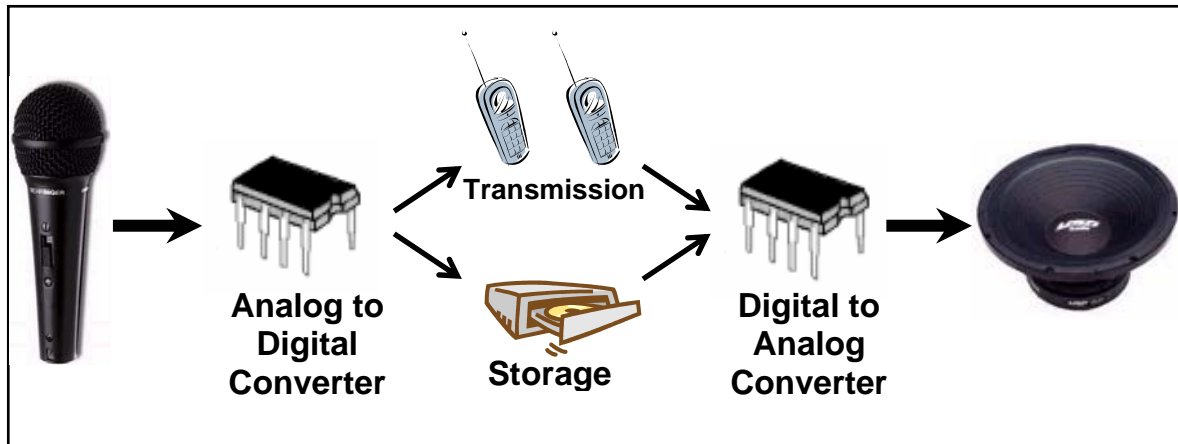 Transmission
Analog to
Digital
Converter
Storage
Digital to
Analog
Converter